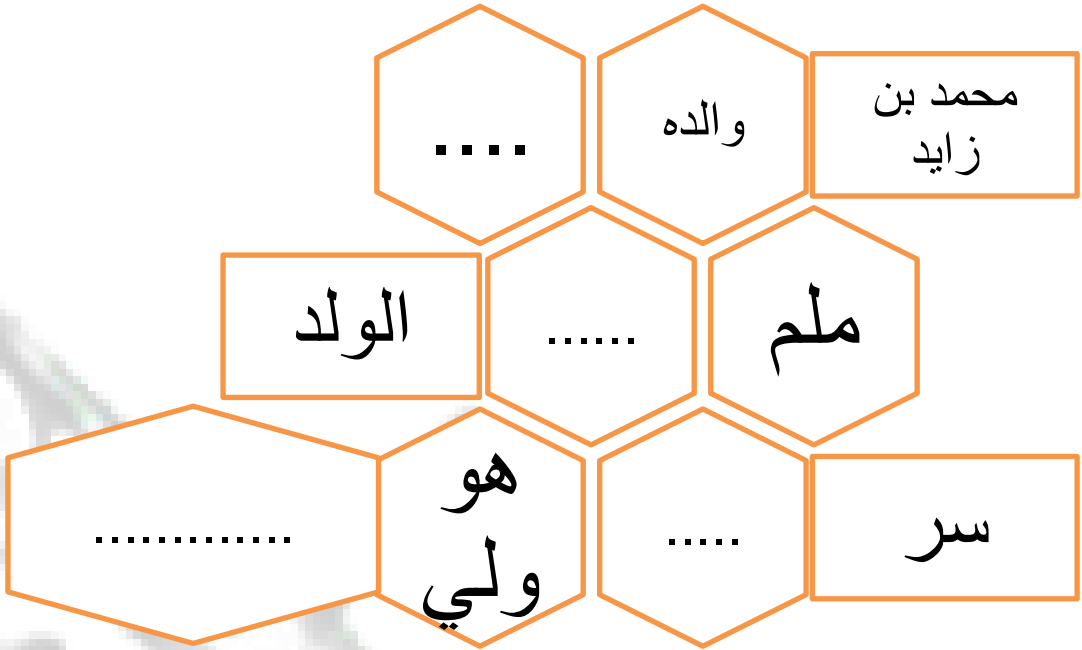 محمد بن
زايد
والده
....
ملم
......
الولد
سر
.....
هو
ولي
.............